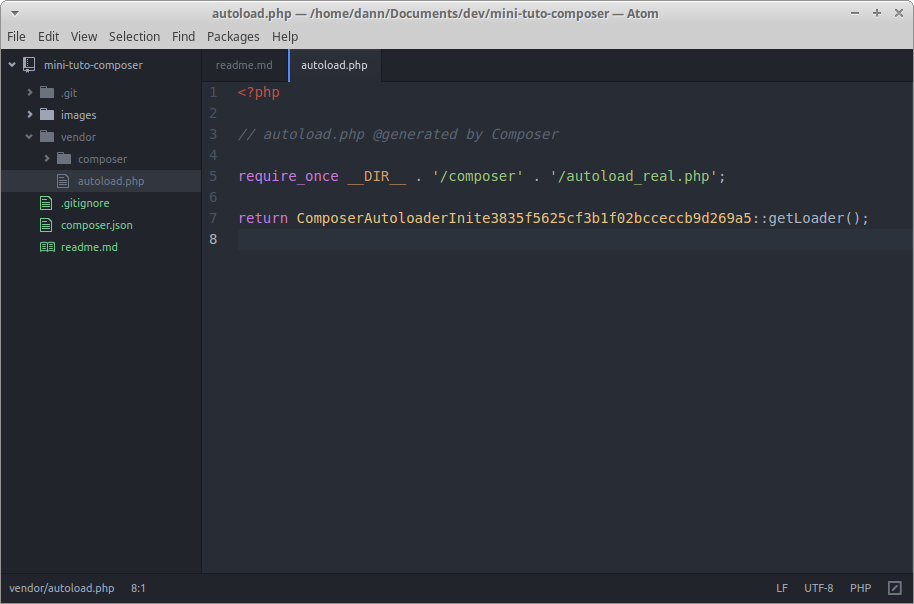 autoload.php — /home/dann/Documents/dev/mini-tuto-composer — Atom
File Edit View Selection Find Packages Help
mini-tuto-composer
.git
images
vendor
composer
autoload.php
.gitignore
composer.json
readme.md
readme.md autoload.php
1 <?php
2
3 // autoload.php @generated by Composer
4
5 require_once __DIR__ . '/composer' . '/autoload_real.php';
6
7 return ComposerAutoloaderInite3835f5625cf3b1f02bcceccb9d269a5::getLoader();
8
vendor/autoload.php 8:1 LF UTF-8 PHP